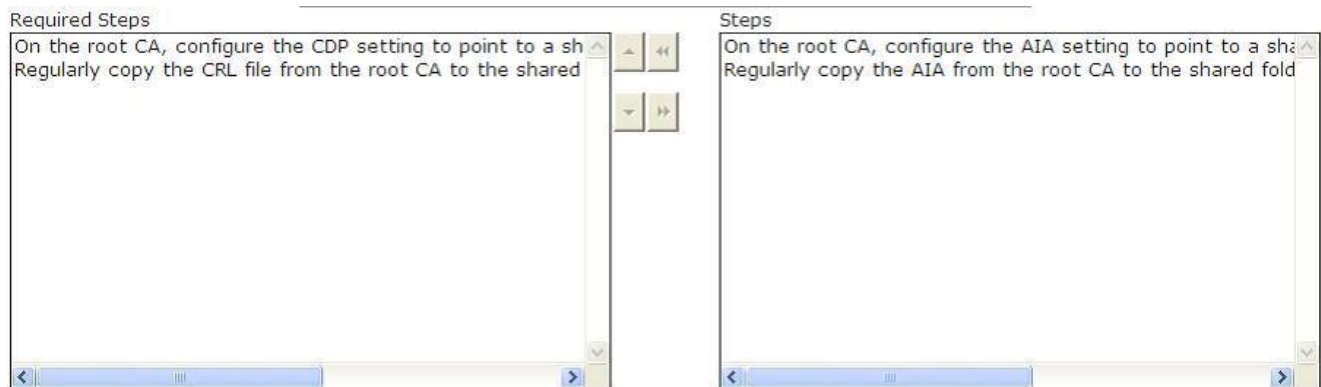 Required Steps
On the root CA, configure the CDP setting to point to a sh
Regularly copy the CRL file from the root CA to the shared
Steps
On the root CA, configure the AIA setting to point to a sha
Regularly copy the AIA from the root CA to the shared fold